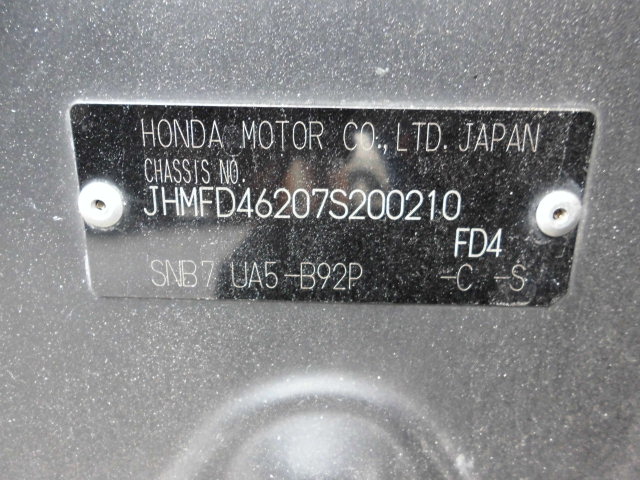 HONDA MOTOR CO.,LTD. JAPAN
CHASSIS NO.
JHMFD46207S200210
FD4
SNB7 UA5-B92P -C -S